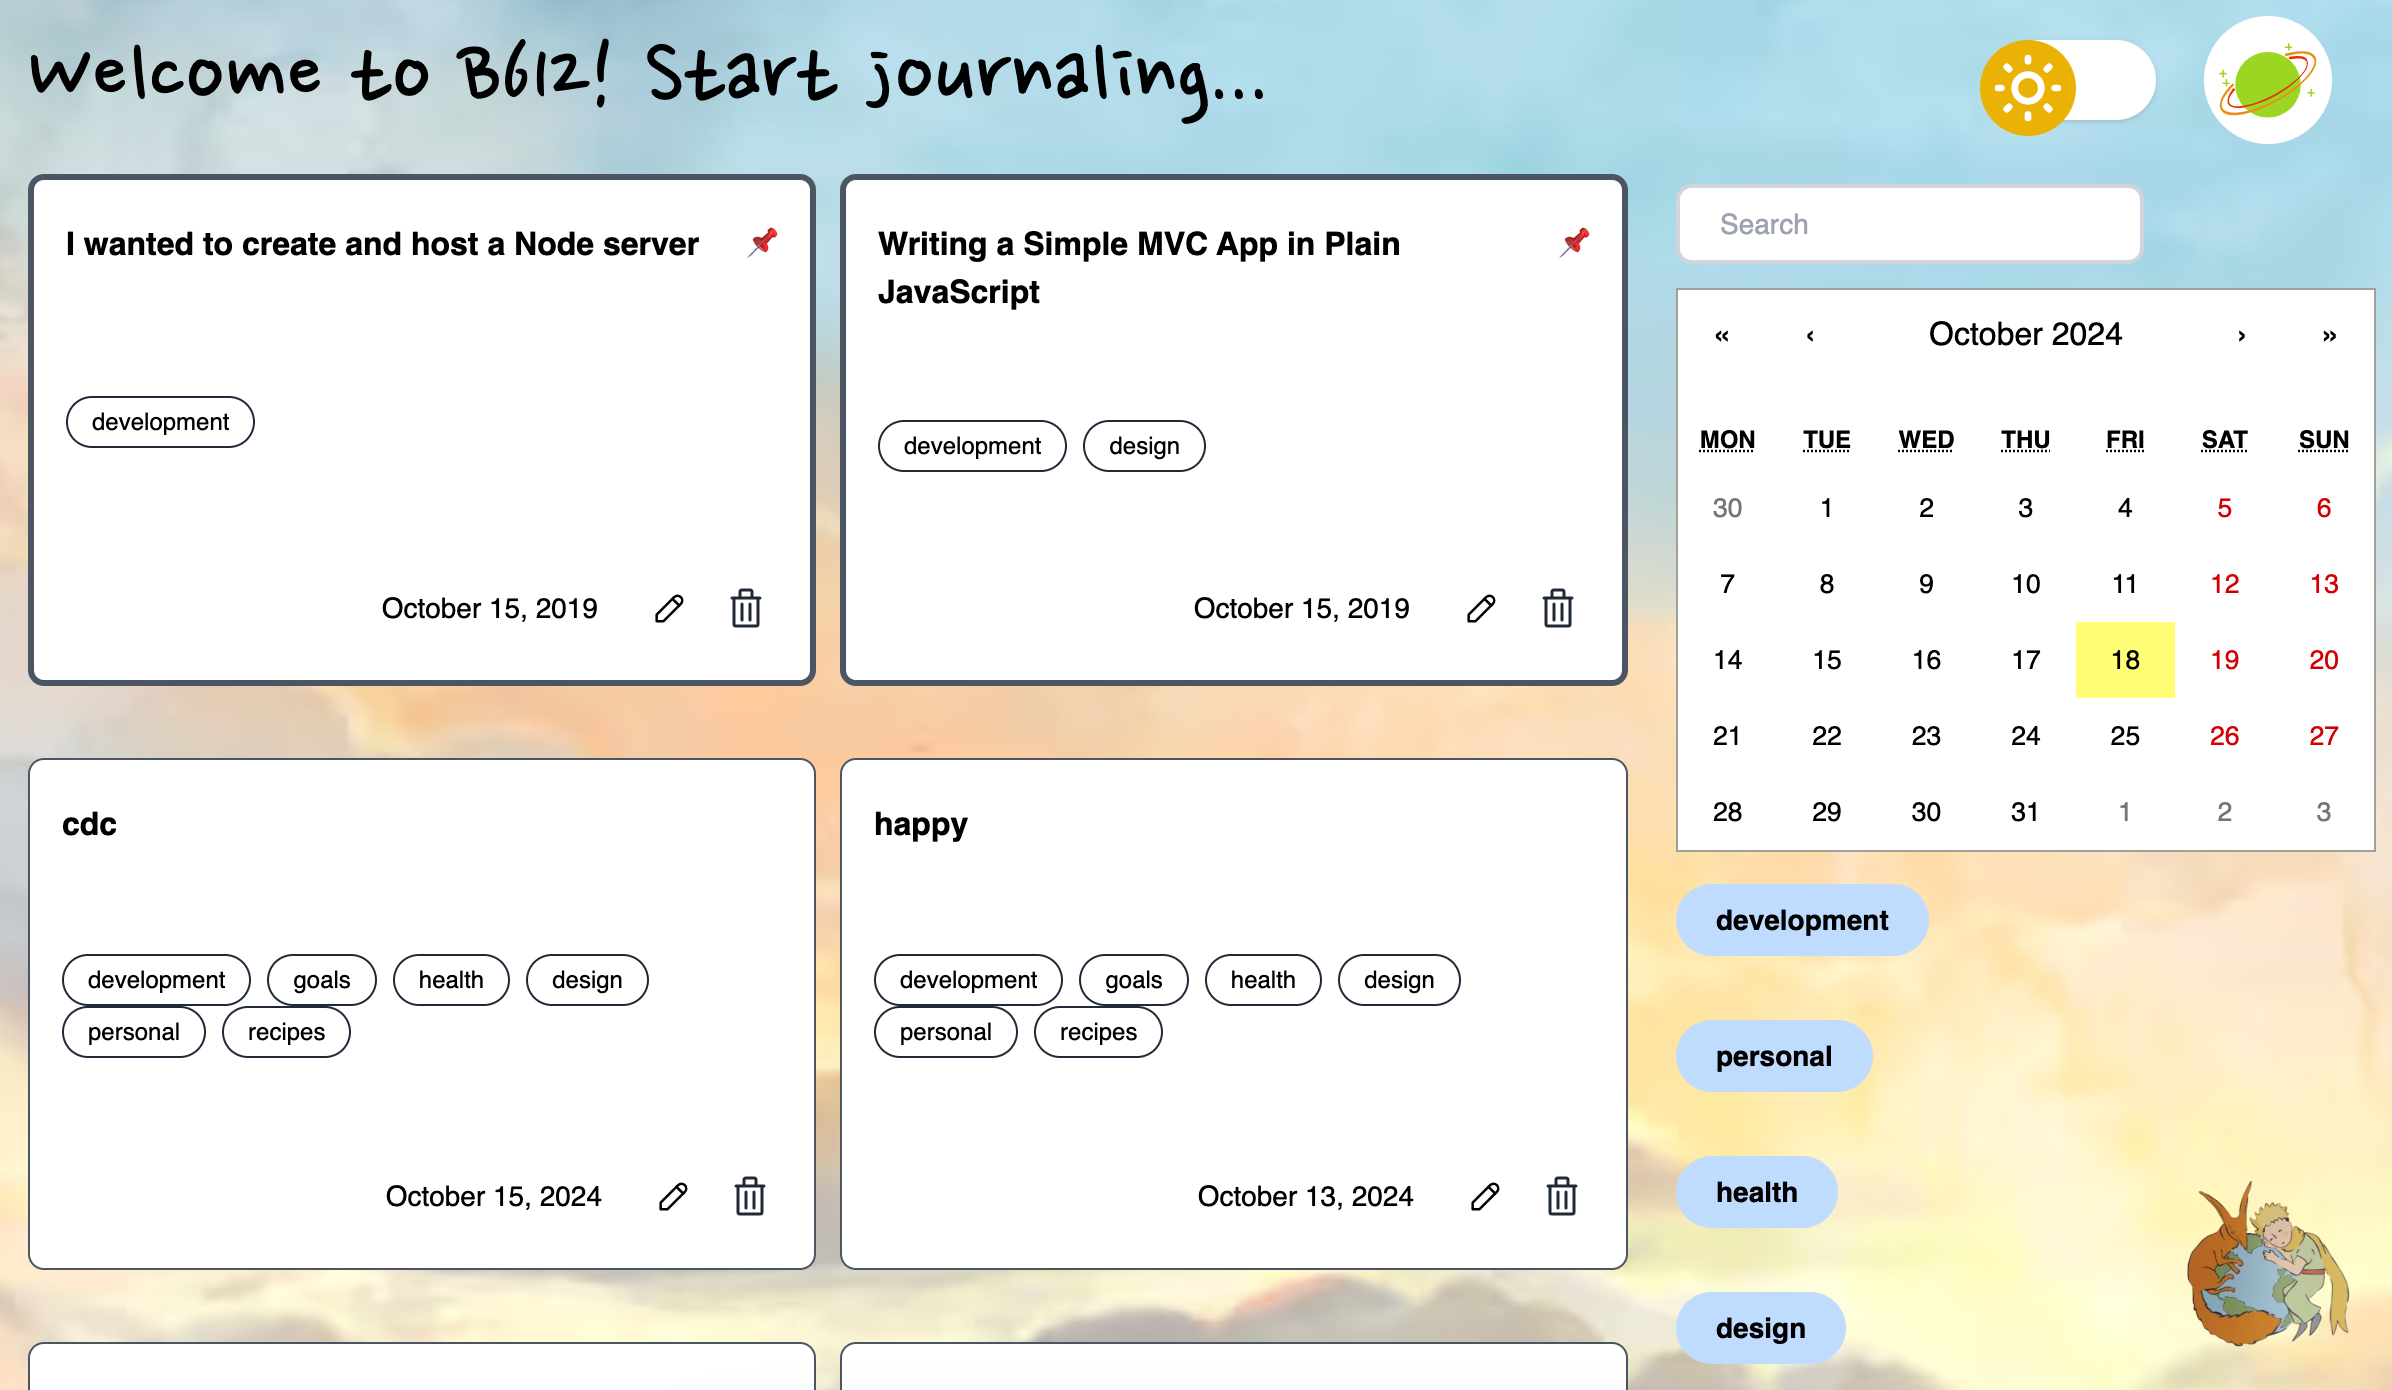 Welcome to B612! Start journaling...
I wanted to create and host a Node server
development
October 15, 2019
Writing a Simple MVC App in Plain
JavaScript
development design
October 15, 2019
cdc
development goals health design
personal recipes
October 15, 2024
happy
development goals health design
personal recipes
October 13, 2024
Search
« ‹ October 2024 › »
MON TUE WED THU FRI SAT SUN
30 1 2 3 4 5 6
7 8 9 10 11 12 13
14 15 16 17 18 19 20
21 22 23 24 25 26 27
28 29 30 31 1 2 3
development
personal
health
design